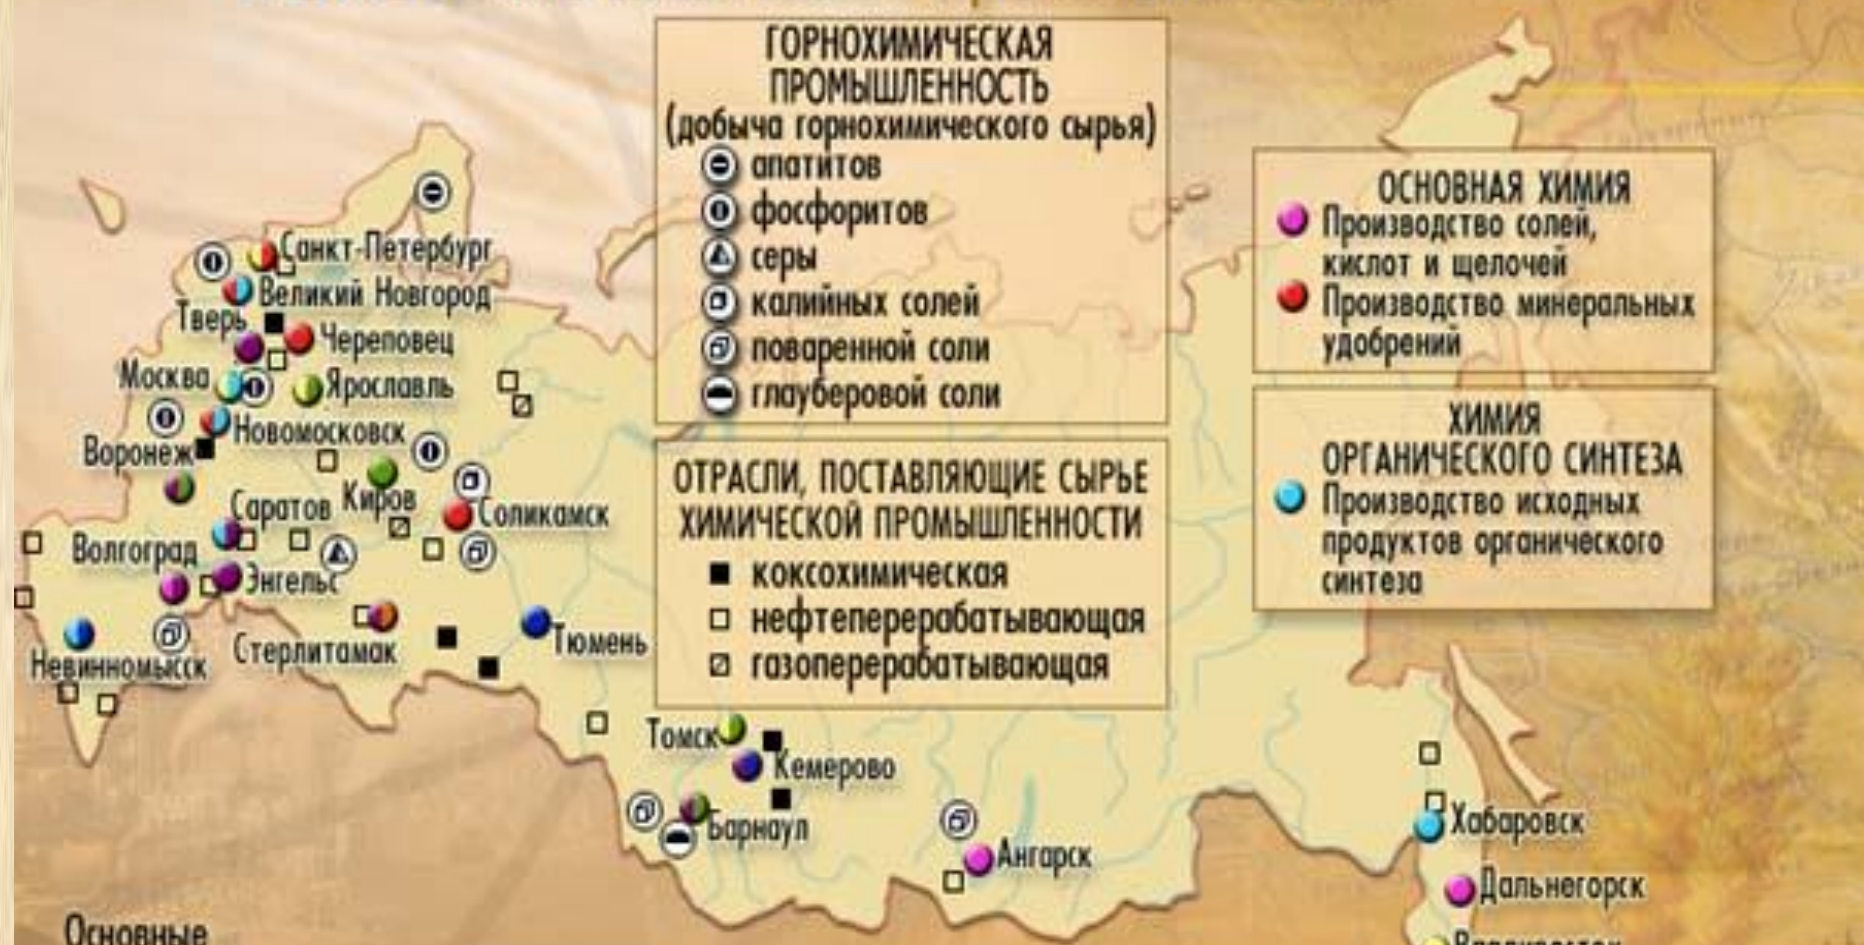 ГОРНОХИМИЧЕСКАЯ
ПРОМЫШЛЕННОСТЬ
(добыча горнохимического сырья)
апатитов
фосфоритов
серы
калийных солей
поваренной соли
глауберовой соли
ОТРАСЛИ, ПОСТАВЛЯЮЩИЕ СЫРЬЕ
ХИМИЧЕСКОЙ ПРОМЫШЛЕННОСТИ
коксохимическая
нефтеперерабатывающая
газоперерабатывающая
ОСНОВНАЯ ХИМИЯ
Производство солей,
кислот и щелочей
Производство минеральных
удобрений
ХИМИЯ
ОРГАНИЧЕСКОГО СИНТЕЗА
Производство исходных
продуктов органического
синтеза
Санкт-Петербург
Великий Новгород
Тверь
Череповец
Москва
Ярославль
Новомосковск
Воронеж
Саратов
Киров
Соликамск
Волгоград
Энгельс
Невинномысск
Стерлитамак
Тюмень
Томск
Кемерово
Барнаул
Ангарск
Хабаровск
Дальнегорск
Владивосток
Основные